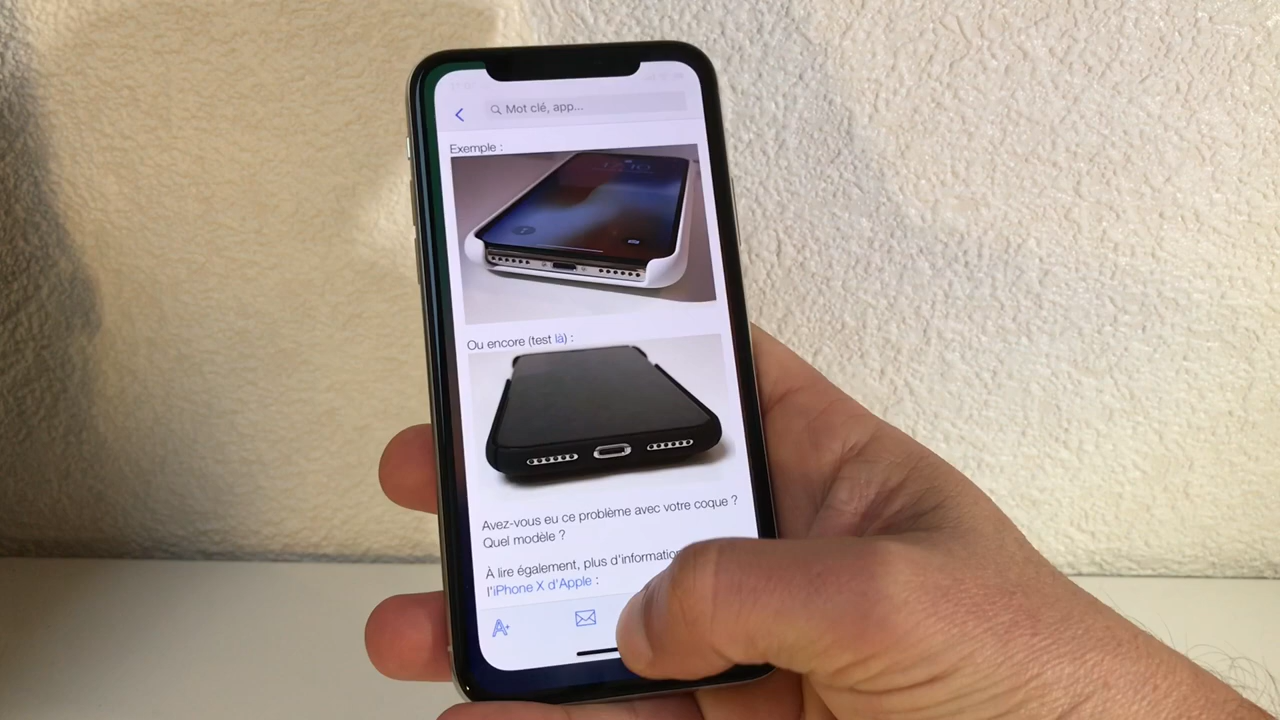 Mot clé, app...
Exemple :
Ou encore (test là) :
Avez-vous eu ce problème avec votre coque ?
Quel modèle ?
À lire également, plus d'information
l'iPhone X d'Apple :
A+